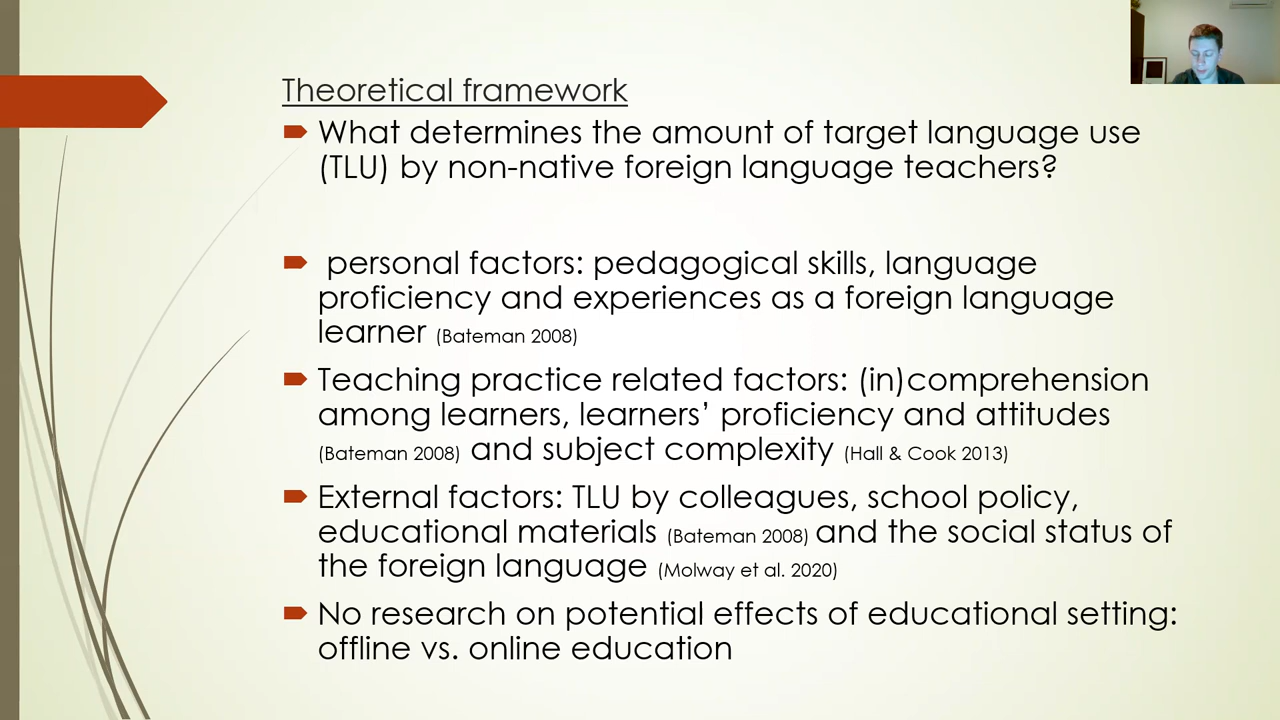 Theoretical framework
What determines the amount of target language use
(TLU) by non-native foreign language teachers?
personal factors: pedagogical skills, language
proficiency and experiences as a foreign language
learner (Bateman 2008)
Teaching practice related factors: (in)comprehension
among learners, learners’ proficiency and attitudes
(Bateman 2008) and subject complexity (Hall & Cook 2013)
External factors: TLU by colleagues, school policy,
educational materials (Bateman 2008) and the social status of
the foreign language (Molway et al. 2020)
No research on potential effects of educational setting:
offline vs. online education